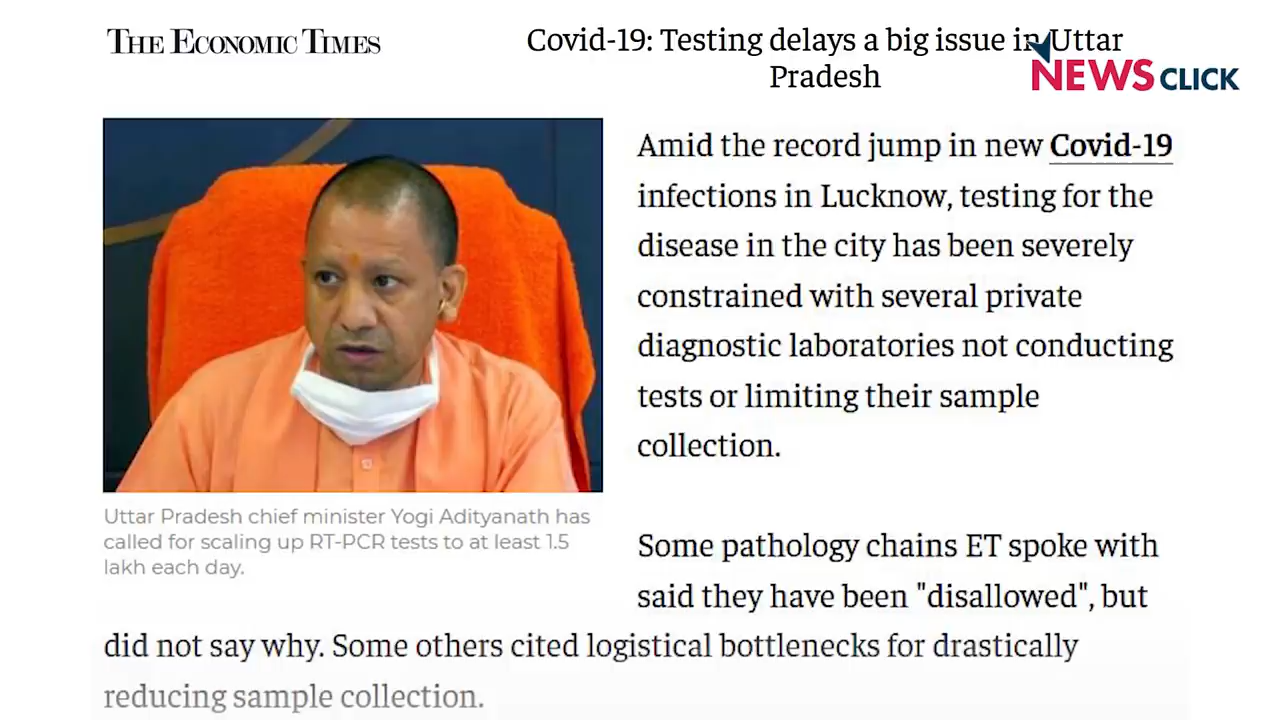 THE ECONOMIC TIMES
Covid-19: Testing delays a big issue in Uttar
Pradesh
NEWSCLICK
Amid the record jump in new Covid-19
infections in Lucknow, testing for the
disease in the city has been severely
constrained with several private
diagnostic laboratories not conducting
tests or limiting their sample
collection.
Uttar Pradesh chief minister Yogi Adityanath has
called for scaling up RT-PCR tests to at least 1.5
lakh each day.
Some pathology chains ET spoke with
said they have been "disallowed", but
did not say why. Some others cited logistical bottlenecks for drastically
reducing sample collection.